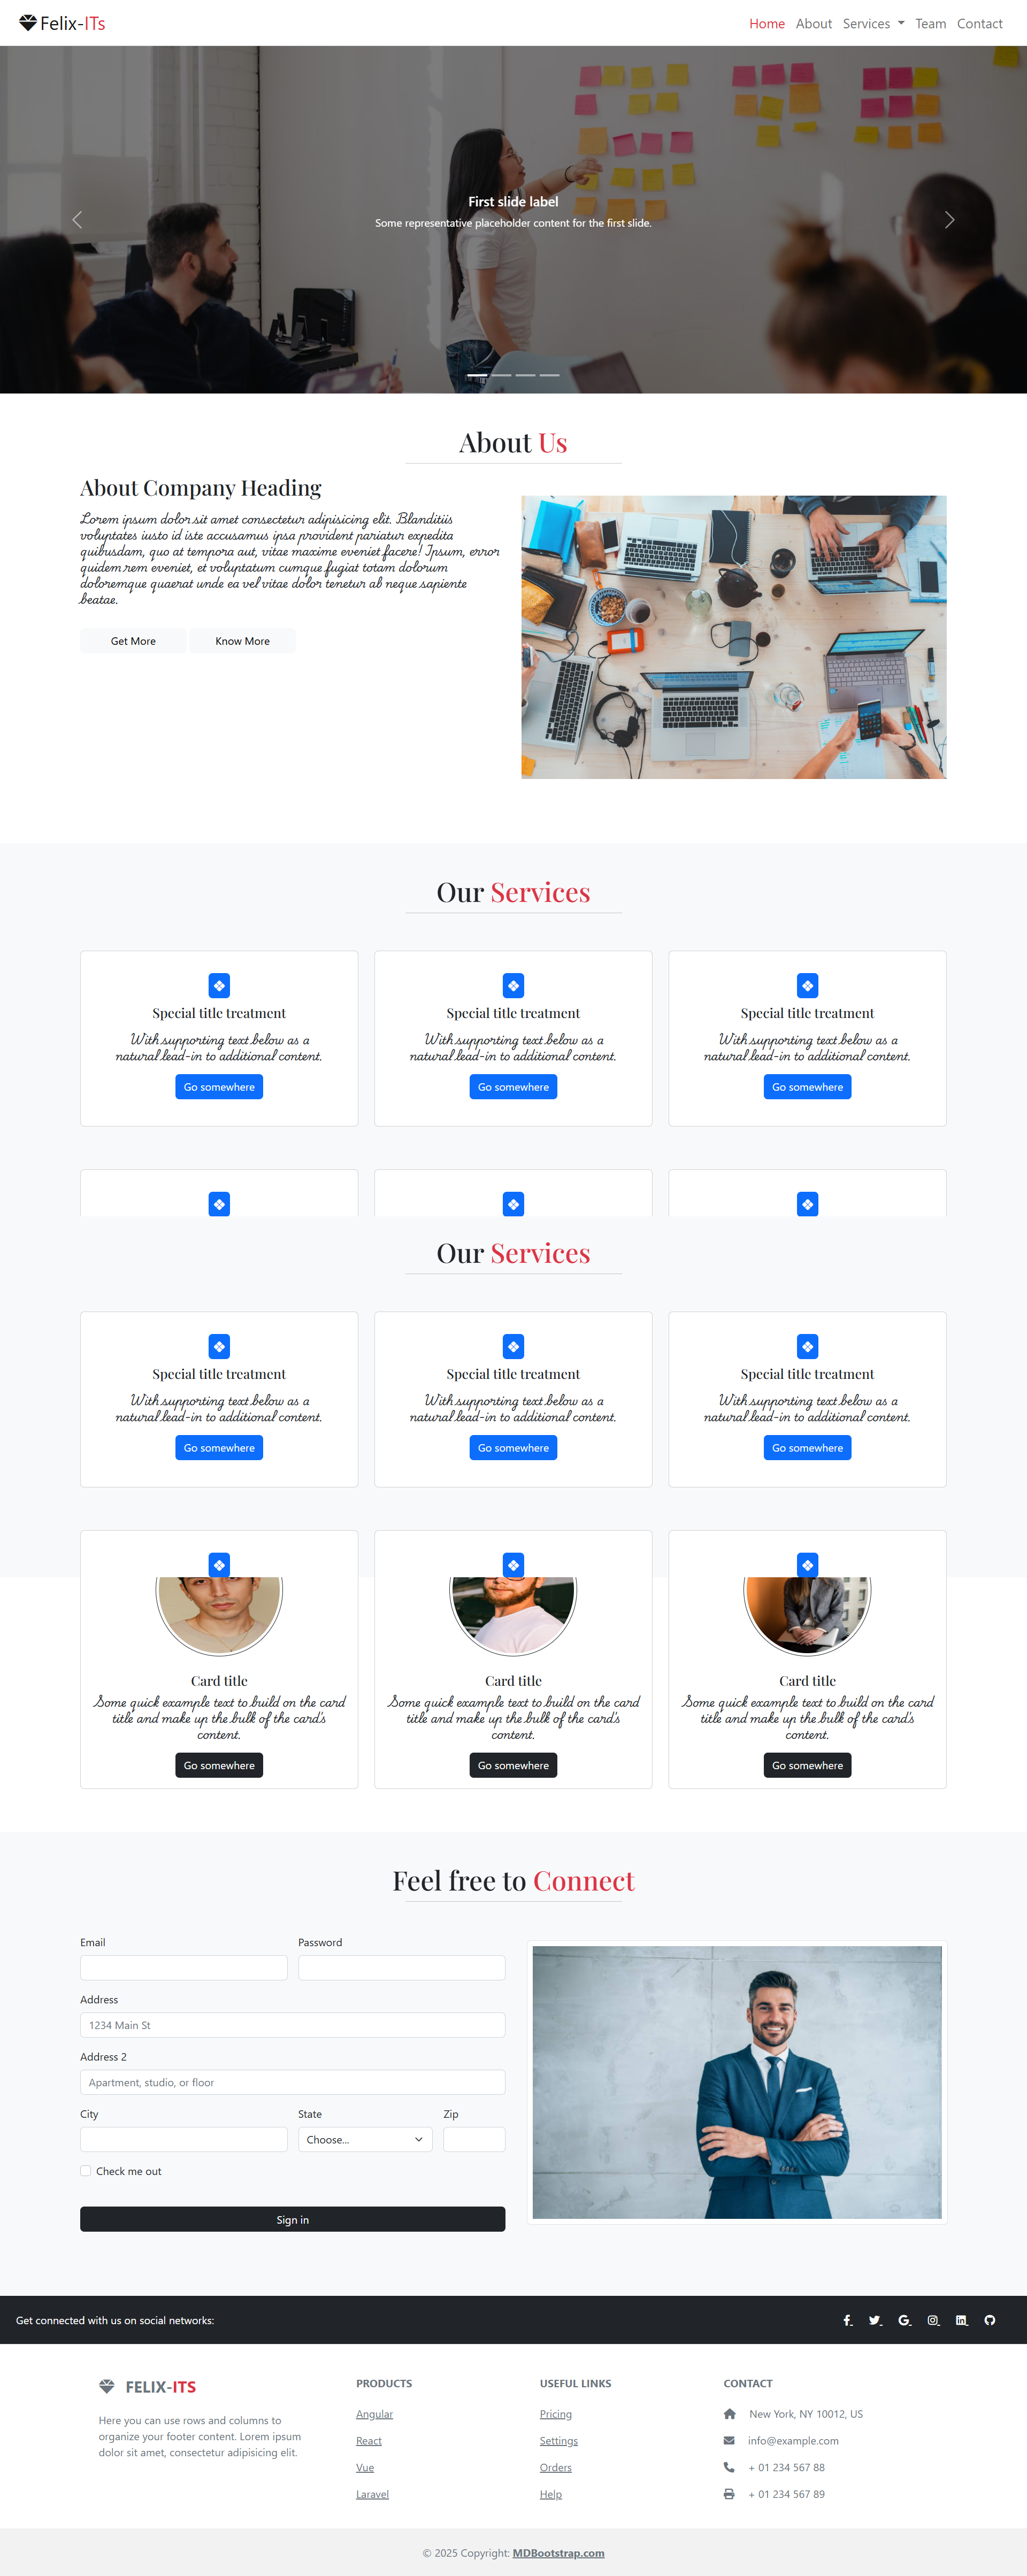 Felix-ITs
Home About Services Team Contact
First slide label
Some representative placeholder content for the first slide.
About Us
About Company Heading
Lorem ipsum dolor sit amet consectetur adipisicing elit. Blanditiis
voluptates iusto id iste accusamus ipsa provident pariatur expedita
quibusdam, quo at tempora aut, vitae maxime eveniet facere! Ipsum, error
quidem rem eveniet, et voluptatum cumque fugiat totam dolorum
doloremque quaerat unde ea vel vitae dolor tenetur ab neque sapiente
beatae.
Get More Know More
Our Services
Special title treatment Special title treatment Special title treatment
With supporting text below as a With supporting text below as a With supporting text below as a
natural lead-in to additional content. natural lead-in to additional content. natural lead-in to additional content.
Go somewhere Go somewhere Go somewhere
Our Services
Special title treatment Special title treatment Special title treatment
With supporting text below as a With supporting text below as a With supporting text below as a
natural lead-in to additional content. natural lead-in to additional content. natural lead-in to additional content.
Go somewhere Go somewhere Go somewhere
Card title Card title Card title
Some quick example text to build on the card Some quick example text to build on the card Some quick example text to build on the card
title and make up the bulk of the card's title and make up the bulk of the card's title and make up the bulk of the card's
content. content. content.
Go somewhere Go somewhere Go somewhere
Feel free to Connect
Email Password
Address
1234 Main St
Address 2
Apartment, studio, or floor
City State Zip
Choose...
Check me out
Sign in
Get connected with us on social networks:
FELIX-ITS
Here you can use rows and columns to
organize your footer content. Lorem ipsum
dolor sit amet, consectetur adipisicing elit.
PRODUCTS
Angular
React
Vue
Laravel
USEFUL LINKS
Pricing
Settings
Orders
Help
CONTACT
New York, NY 10012, US
info@example.com
+ 01 234 567 88
+ 01 234 567 89
© 2025 Copyright: MDBootstrap.com